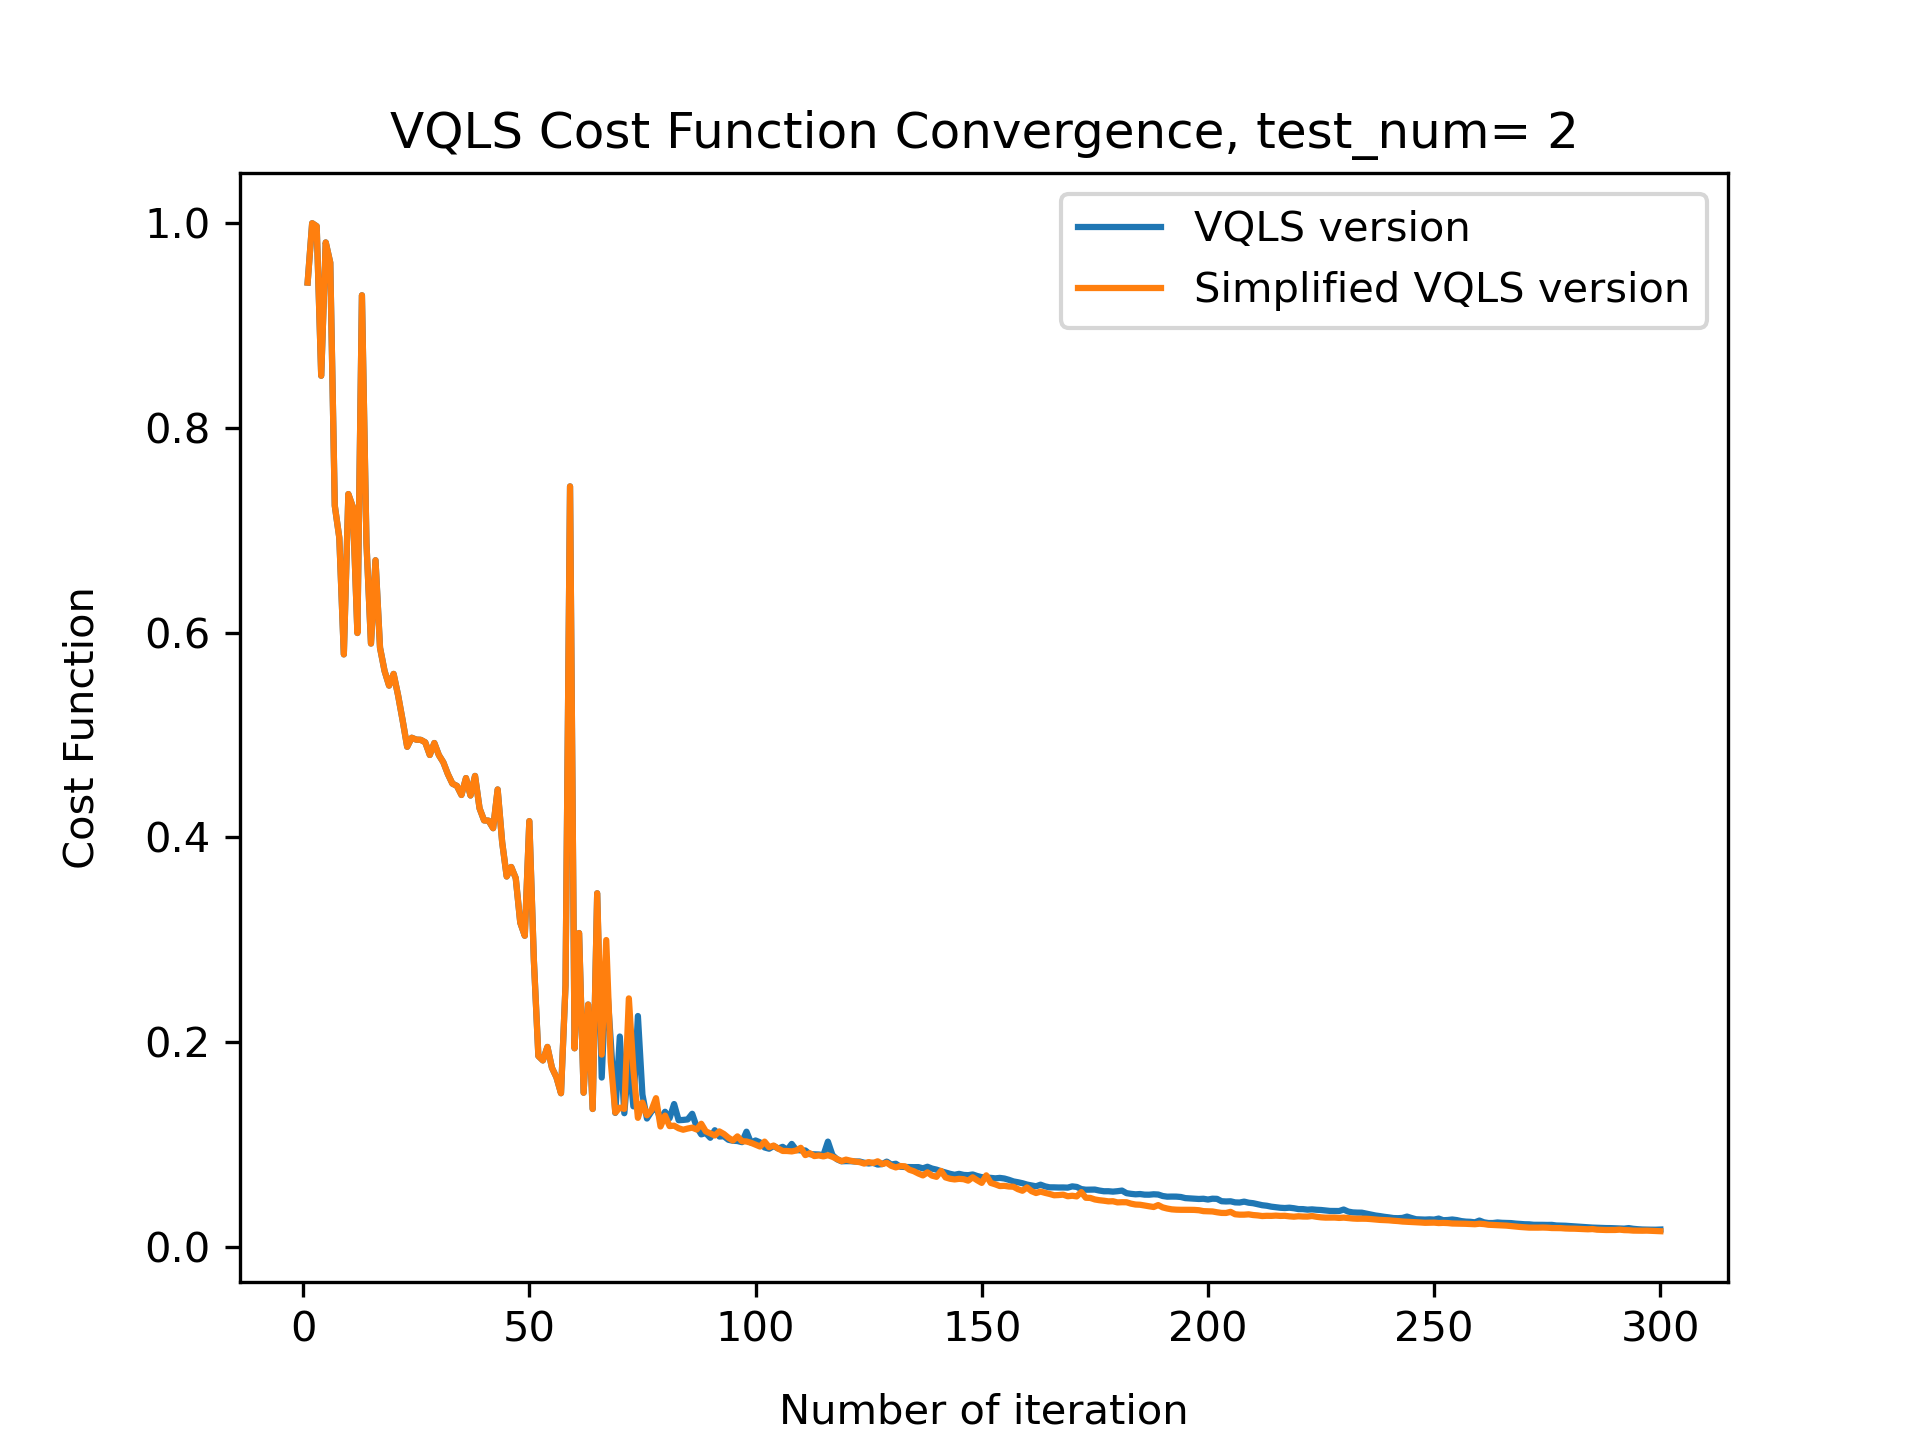 VQLS Cost Function Convergence, test_num= 2
VQLS version
Simplified VQLS version
1.0
0.8
0.6
0.4
0.2
0.0
Cost Function
0 50 100 150 200 250 300
Number of iteration